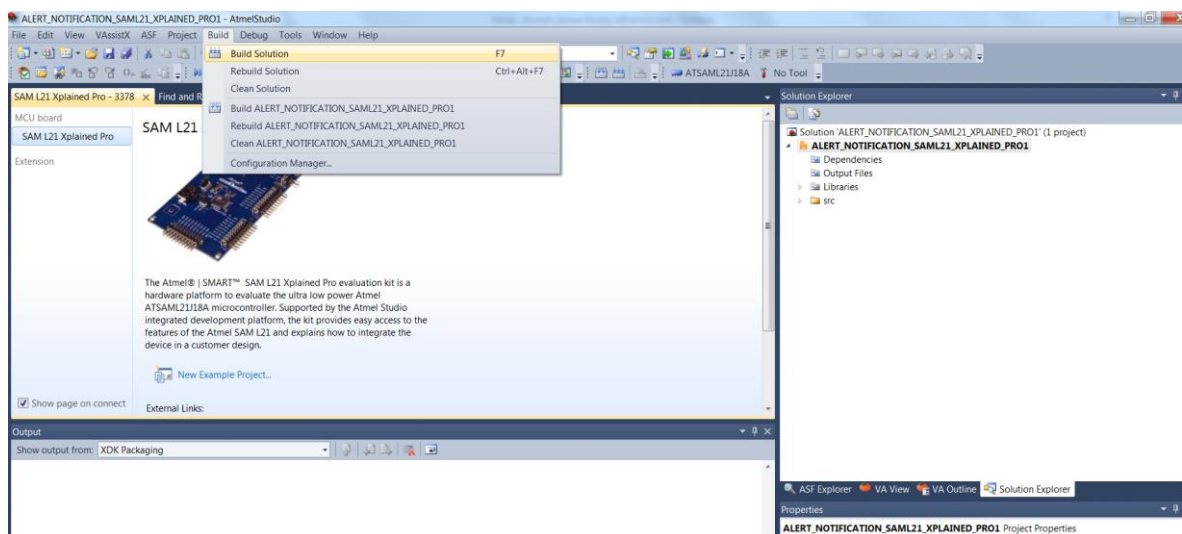 ALERT_NOTIFICATION_SAML21_XPLAINED_PRO1 - AtmelStudio
File Edit View VAssistX ASF Project Build Debug Tools Window Help
Build Solution F7
Rebuild Solution Ctrl+Alt+F7
Clean Solution
Build ALERT_NOTIFICATION_SAML21_XPLAINED_PRO1
Rebuild ALERT_NOTIFICATION_SAML21_XPLAINED_PRO1
Clean ALERT_NOTIFICATION_SAML21_XPLAINED_PRO1
Configuration Manager...
ATSAML21J18A No Tool
SAM L21 Xplained Pro - 3378 Find and R
MCU board
SAM L21 Xplained Pro
Extension
SAM L21
The Atmel® | SMART™ SAM L21 Xplained Pro evaluation kit is a
hardware platform to evaluate the ultra low power Atmel
ATSAML21J18A microcontroller. Supported by the Atmel Studio
integrated development platform, the kit provides easy access to the
features of the Atmel SAM L21 and explains how to integrate the
device in a customer design.
New Example Project...
Show page on connect
External Links:
Output
Show output from: XDK Packaging
Solution Explorer
Solution 'ALERT_NOTIFICATION_SAML21_XPLAINED_PRO1' (1 project)
ALERT_NOTIFICATION_SAML21_XPLAINED_PRO1
Dependencies
Output Files
Libraries
src
ASF Explorer VA View VA Outline Solution Explorer
Properties
ALERT_NOTIFICATION_SAML21_XPLAINED_PRO1 Project Properties